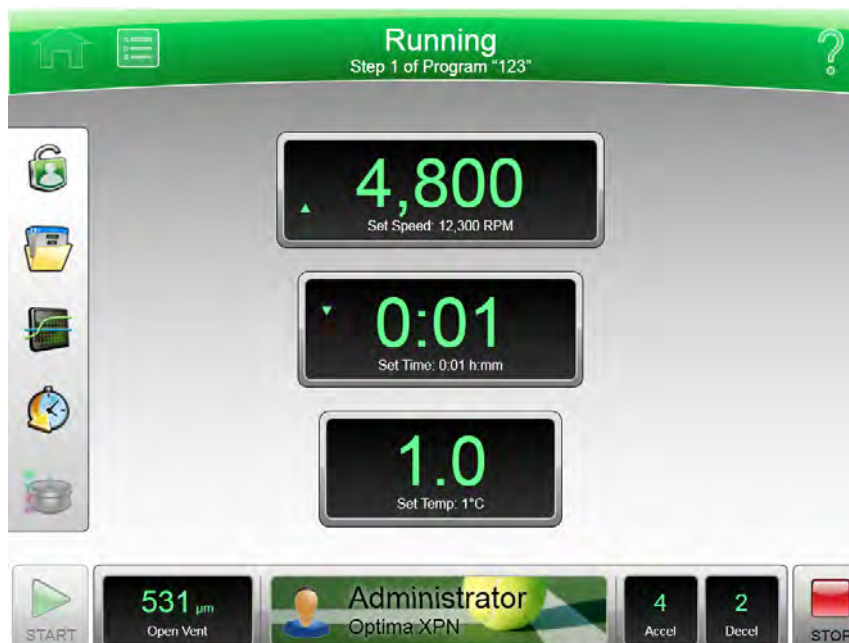 Running
Step 1 of Program "123"
?
4,800
Set Speed: 12,300 RPM
0:01
Set Time: 0:01 h:mm
1.0
Set Temp: 1°C
START
531 μm
Open Vent
Administrator
Optima XPN
4
Accel
2
Decel
STOP